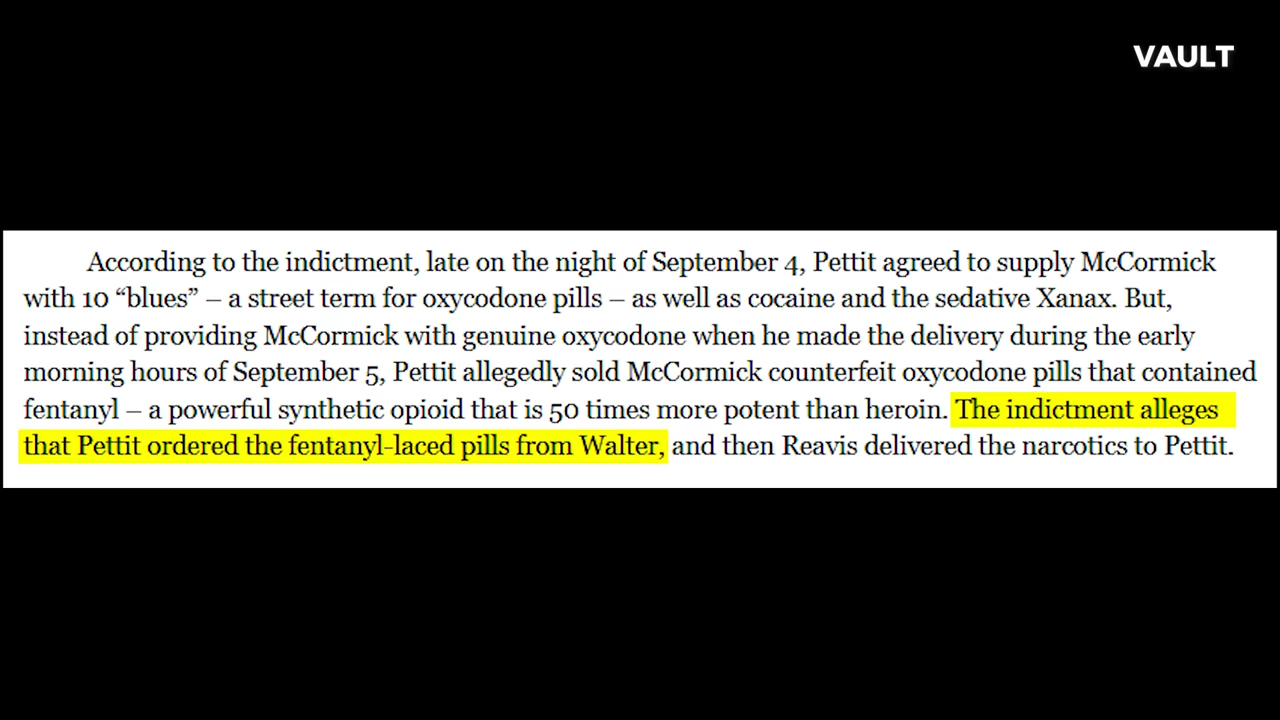 VAULT
According to the indictment, late on the night of September 4, Pettit agreed to supply McCormick
with 10 “blues” – a street term for oxycodone pills – as well as cocaine and the sedative Xanax. But,
instead of providing McCormick with genuine oxycodone when he made the delivery during the early
morning hours of September 5, Pettit allegedly sold McCormick counterfeit oxycodone pills that contained
fentanyl – a powerful synthetic opioid that is 50 times more potent than heroin. The indictment alleges
that Pettit ordered the fentanyl-laced pills from Walter, and then Reavis delivered the narcotics to Pettit.